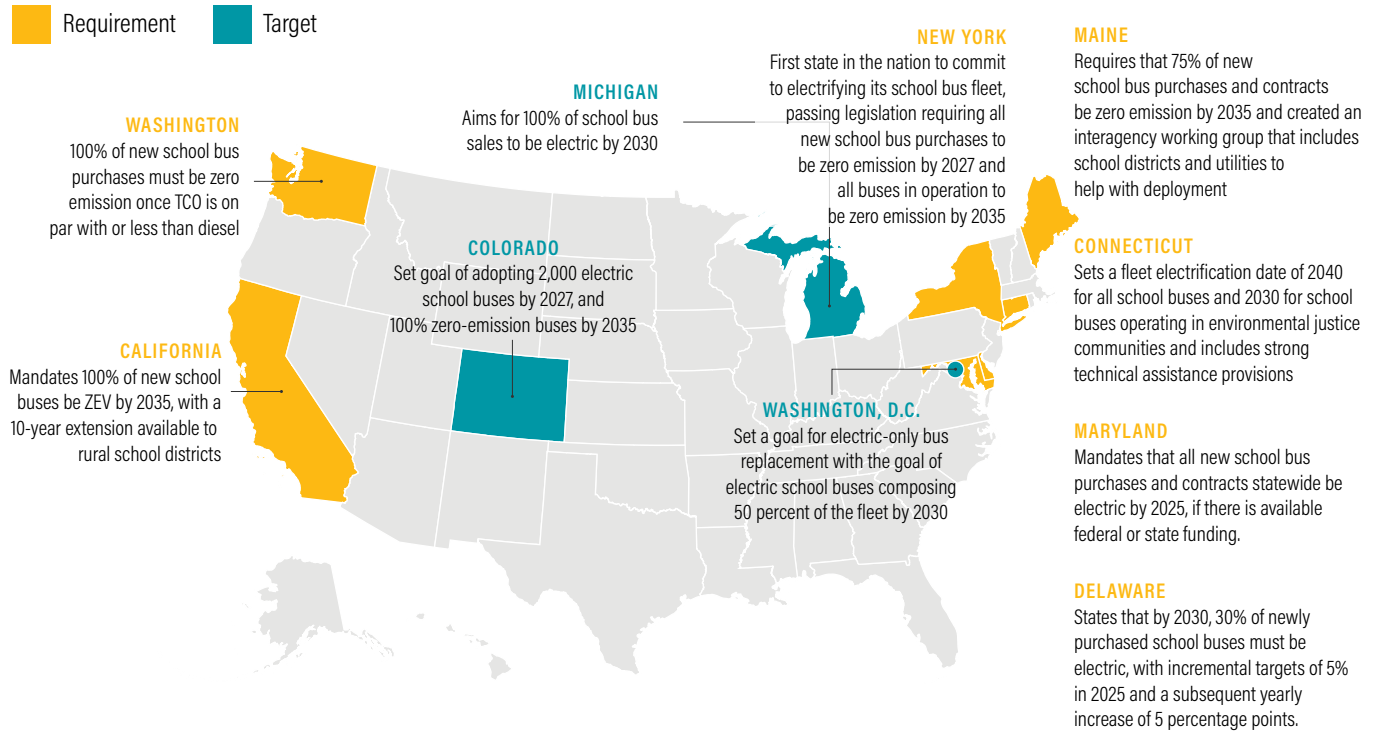 Requirement
Target
WASHINGTON
100% of new school bus
purchases must be zero
emission once TCO is on
par with or less than diesel
CALIFORNIA
Mandates 100% of new school
buses be ZEV by 2035, with a
10-year extension available to
rural school districts
MICHIGAN
Aims for 100% of school bus
sales to be electric by 2030
COLORADO
Set goal of adopting 2,000 electric
school buses by 2027, and
100% zero-emission buses by 2035
NEW YORK
First state in the nation to commit
to electrifying its school bus fleet,
passing legislation requiring all
new school bus purchases to
be zero emission by 2027 and
all buses in operation to
be zero emission by 2035
WASHINGTON, D.C.
Set a goal for electric-only bus
replacement with the goal of
electric school buses composing
50 percent of the fleet by 2030
MAINE
Requires that 75% of new
school bus purchases and contracts
be zero emission by 2035 and created an
interagency working group that includes
school districts and utilities to
help with deployment
CONNECTICUT
Sets a fleet electrification date of 2040
for all school buses and 2030 for school
buses operating in environmental justice
communities and includes strong
technical assistance provisions
MARYLAND
Mandates that all new school bus
purchases and contracts statewide be
electric by 2025, if there is available
federal or state funding.
DELAWARE
States that by 2030, 30% of newly
purchased school buses must be
electric, with incremental targets of 5%
in 2025 and a subsequent yearly
increase of 5 percentage points.